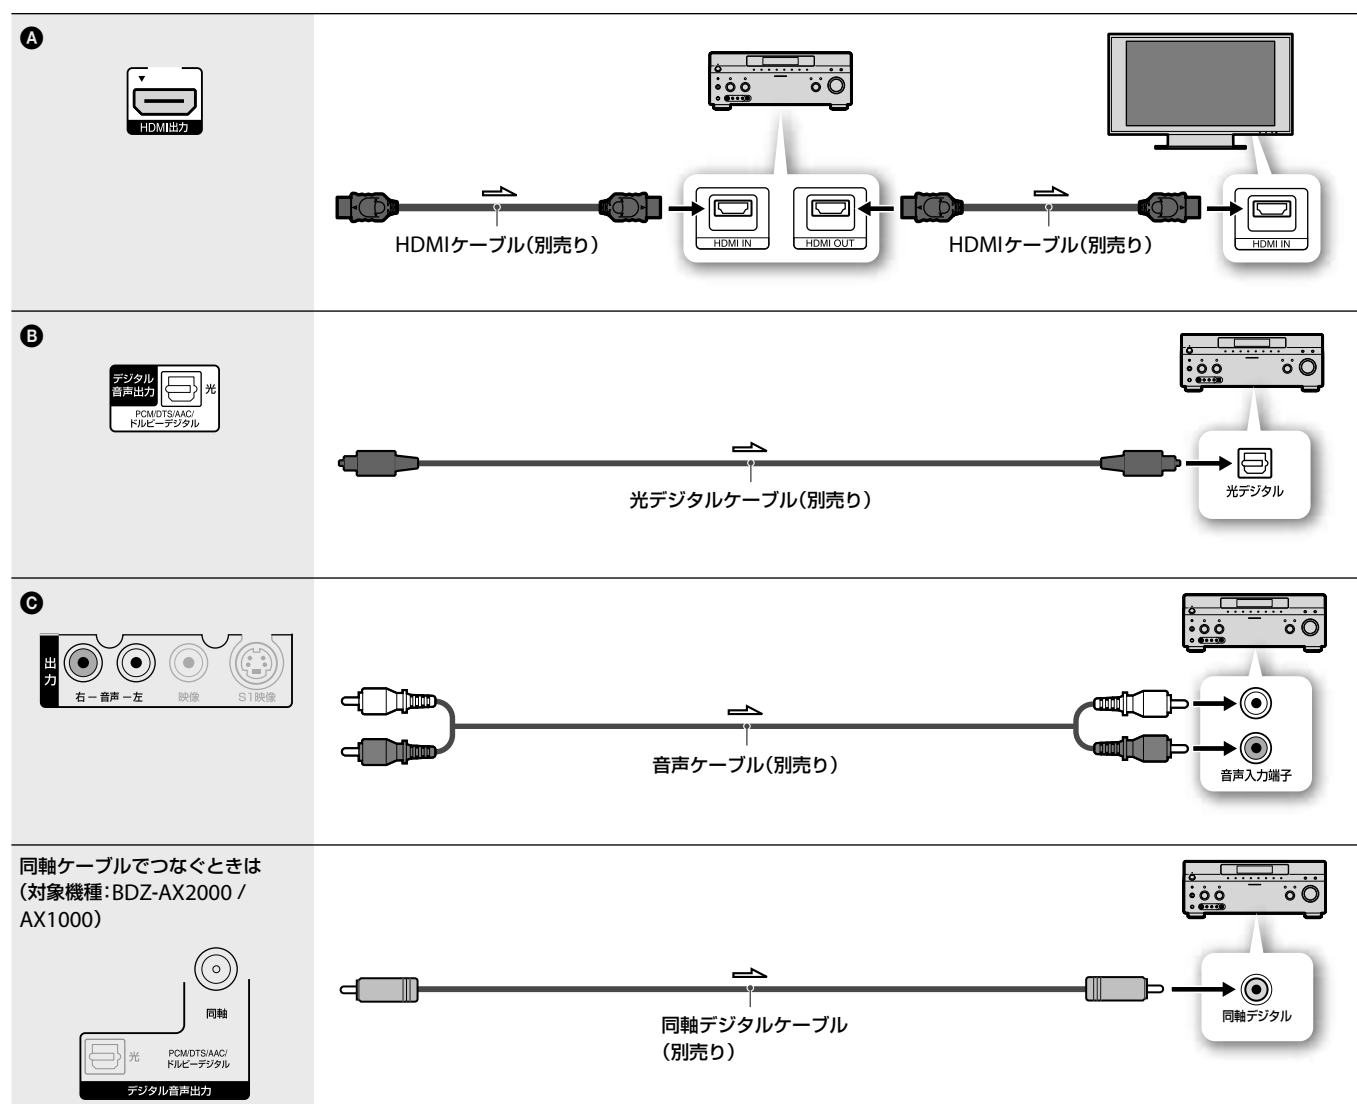 A
HDMI出力
HDMIケーブル（別売り）
HDMI IN
HDMI OUT
HDMIケーブル（別売り）
HDMI IN
B
デジタル
音声出力
光
PCM/DTS/AAC/
ドルビーデジタル
光デジタルケーブル（別売り）
光デジタル
C
出力
右－音声－左
映像
S1映像
音声ケーブル（別売り）
音声入力端子
同軸ケーブルでつなぐときは
（対象機種：BDZ-AX2000 /
AX1000）
同軸
光
PCM/DTS/AAC/
ドルビーデジタル
デジタル音声出力
同軸デジタルケーブル
（別売り）
同軸デジタル